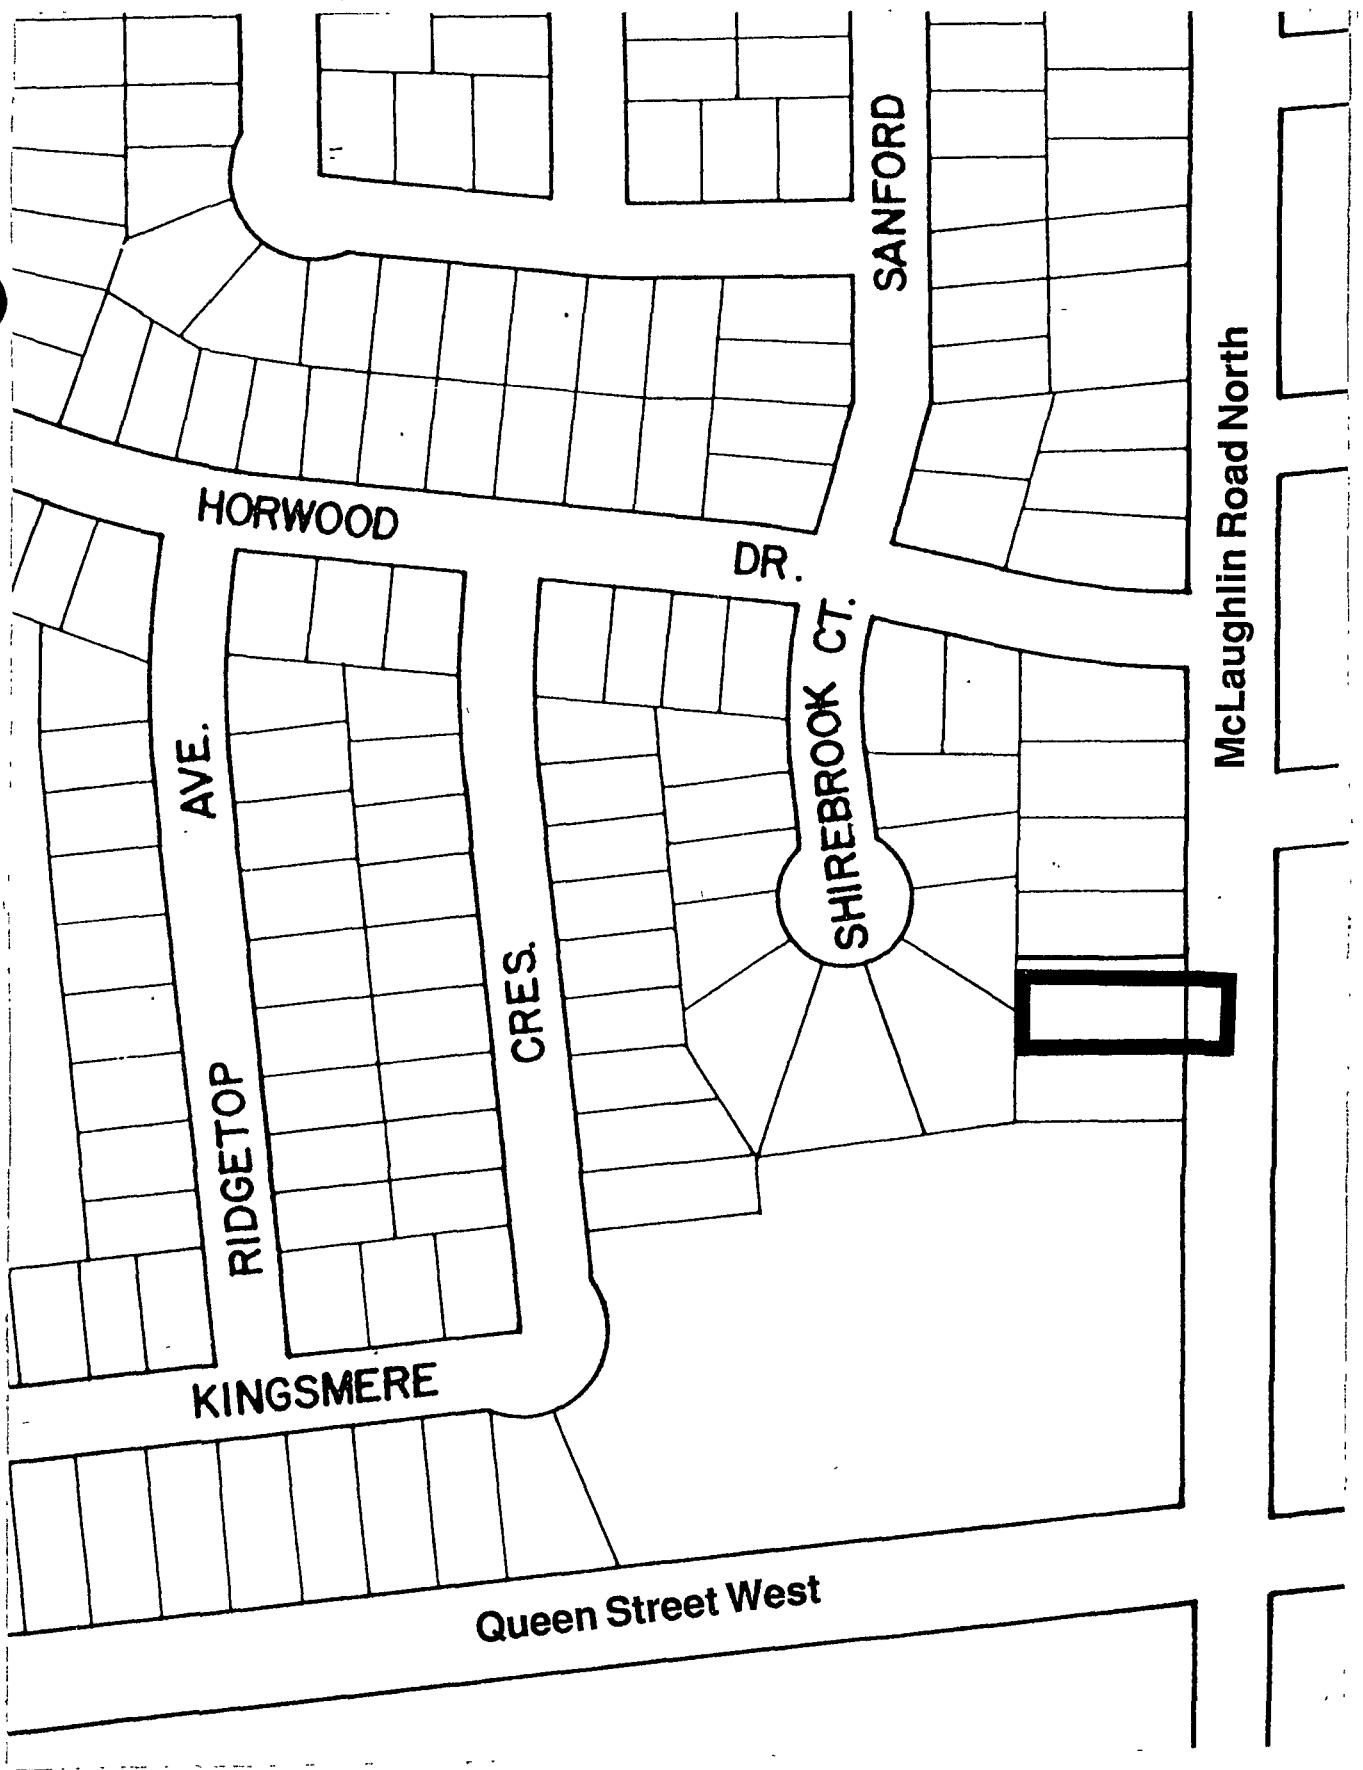 SANFORD
McLaughlin Road North
HORWOOD
DR.
SHIREBROOK CT.
AVE.
RIDGETOP
CRES.
KINGSMERE
Queen Street West